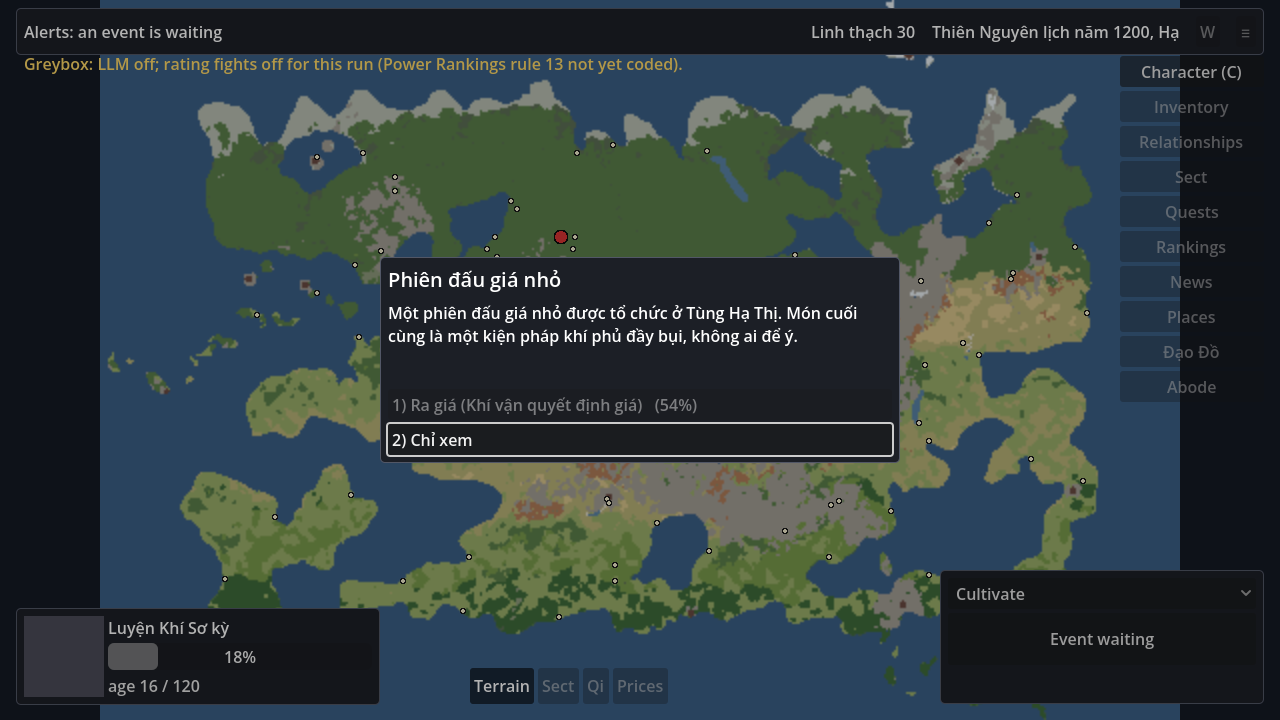 Alerts: an event is waiting
Linh thạch 30
Thiên Nguyên lịch năm 1200, Hạ
W
≡
Greybox: LLM off; rating fights off for this run (Power Rankings rule 13 not yet coded).
Character (C)
Inventory
Relationships
Sect
Quests
Rankings
News
Places
Đạo Đồ
Abode
Phiên đấu giá nhỏ
Một phiên đấu giá nhỏ được tổ chức ở Tùng Hạ Thị. Món cuối
cùng là một kiện pháp khí phủ đầy bụi, không ai để ý.
1) Ra giá (Khí vận quyết định giá) (54%)
2) Chỉ xem
Luyện Khí Sơ kỳ
18%
age 16 / 120
Terrain
Sect
Qi
Prices
Cultivate
Event waiting